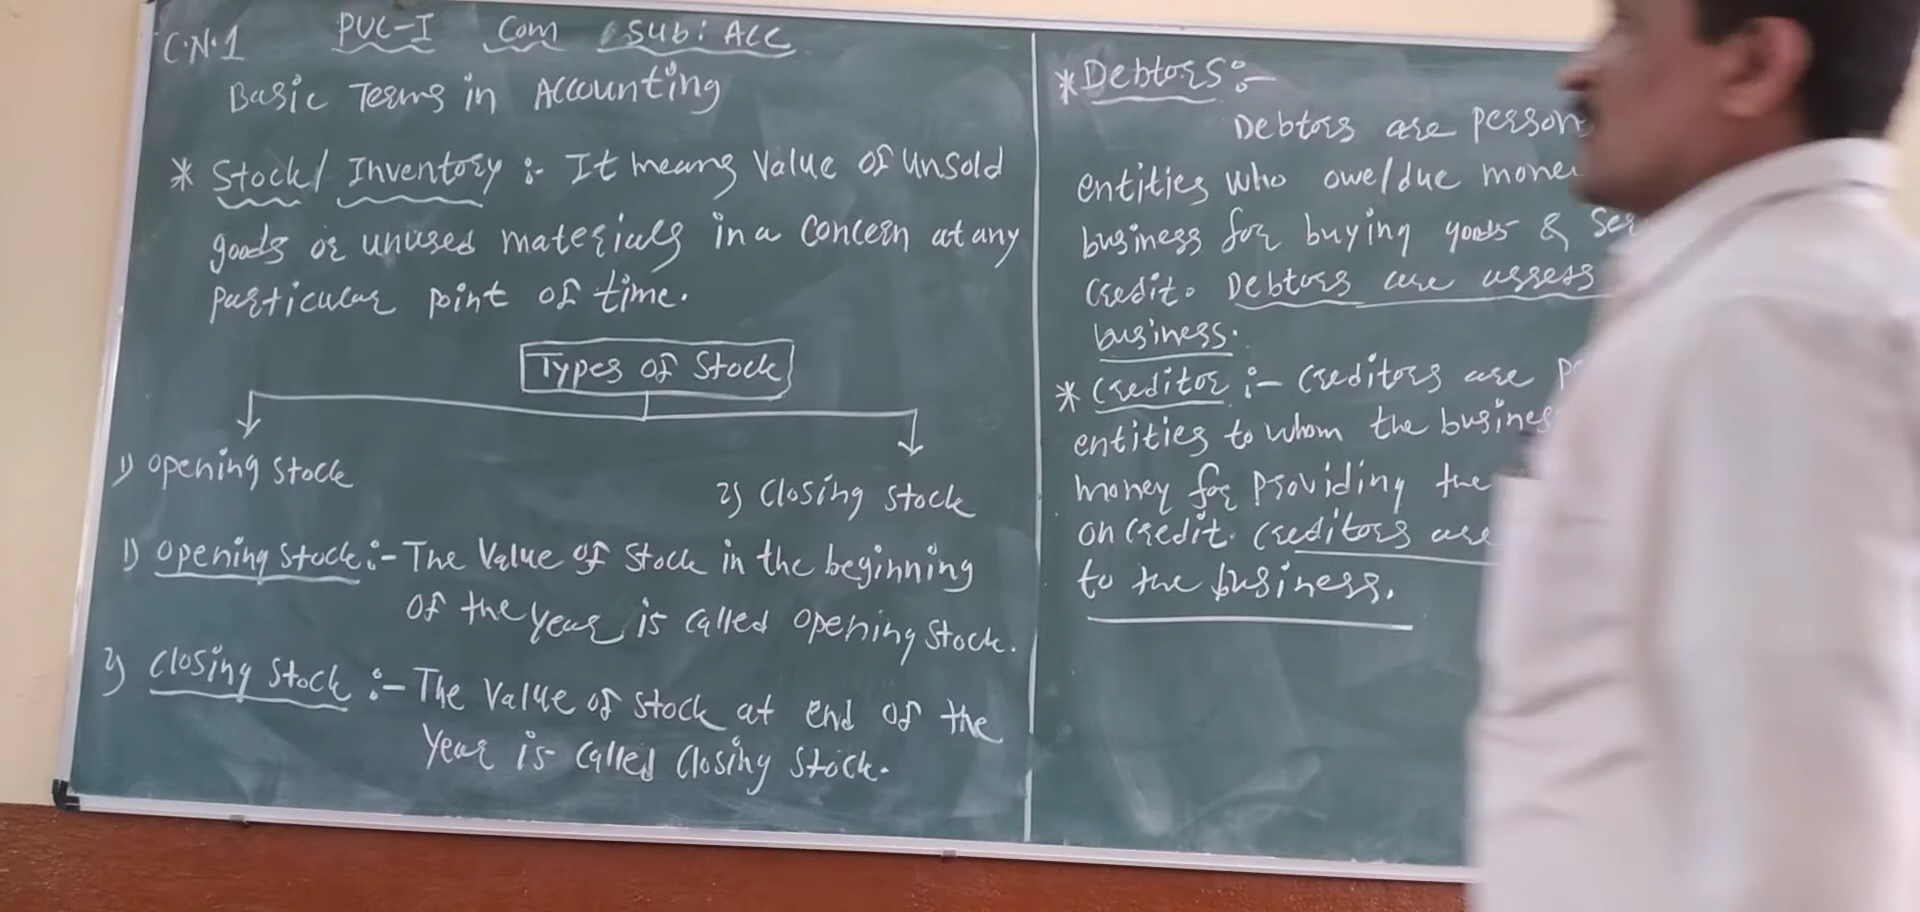 C.N.1 PUC-I Com Sub: Acc
Basic Terms in Accounting
* Stock/ Inventory :- It means Value of unsold
goods or unused materials in a concern at any
particular point of time.
Types of Stock
1) Opening Stock
2) Closing Stock
1) Opening Stock :- The Value of Stock in the beginning
of the year is called opening Stock.
2) Closing Stock :- The Value of Stock at end of the
Year is called Closing Stock.
* Debtors :-
Debtors are person
entities who owe/due
business for buying goods &
Credit. Debtors are
business.
* Creditor :- Creditors are
entities to whom the
money for providing the
on credit. Creditors are
to the business.